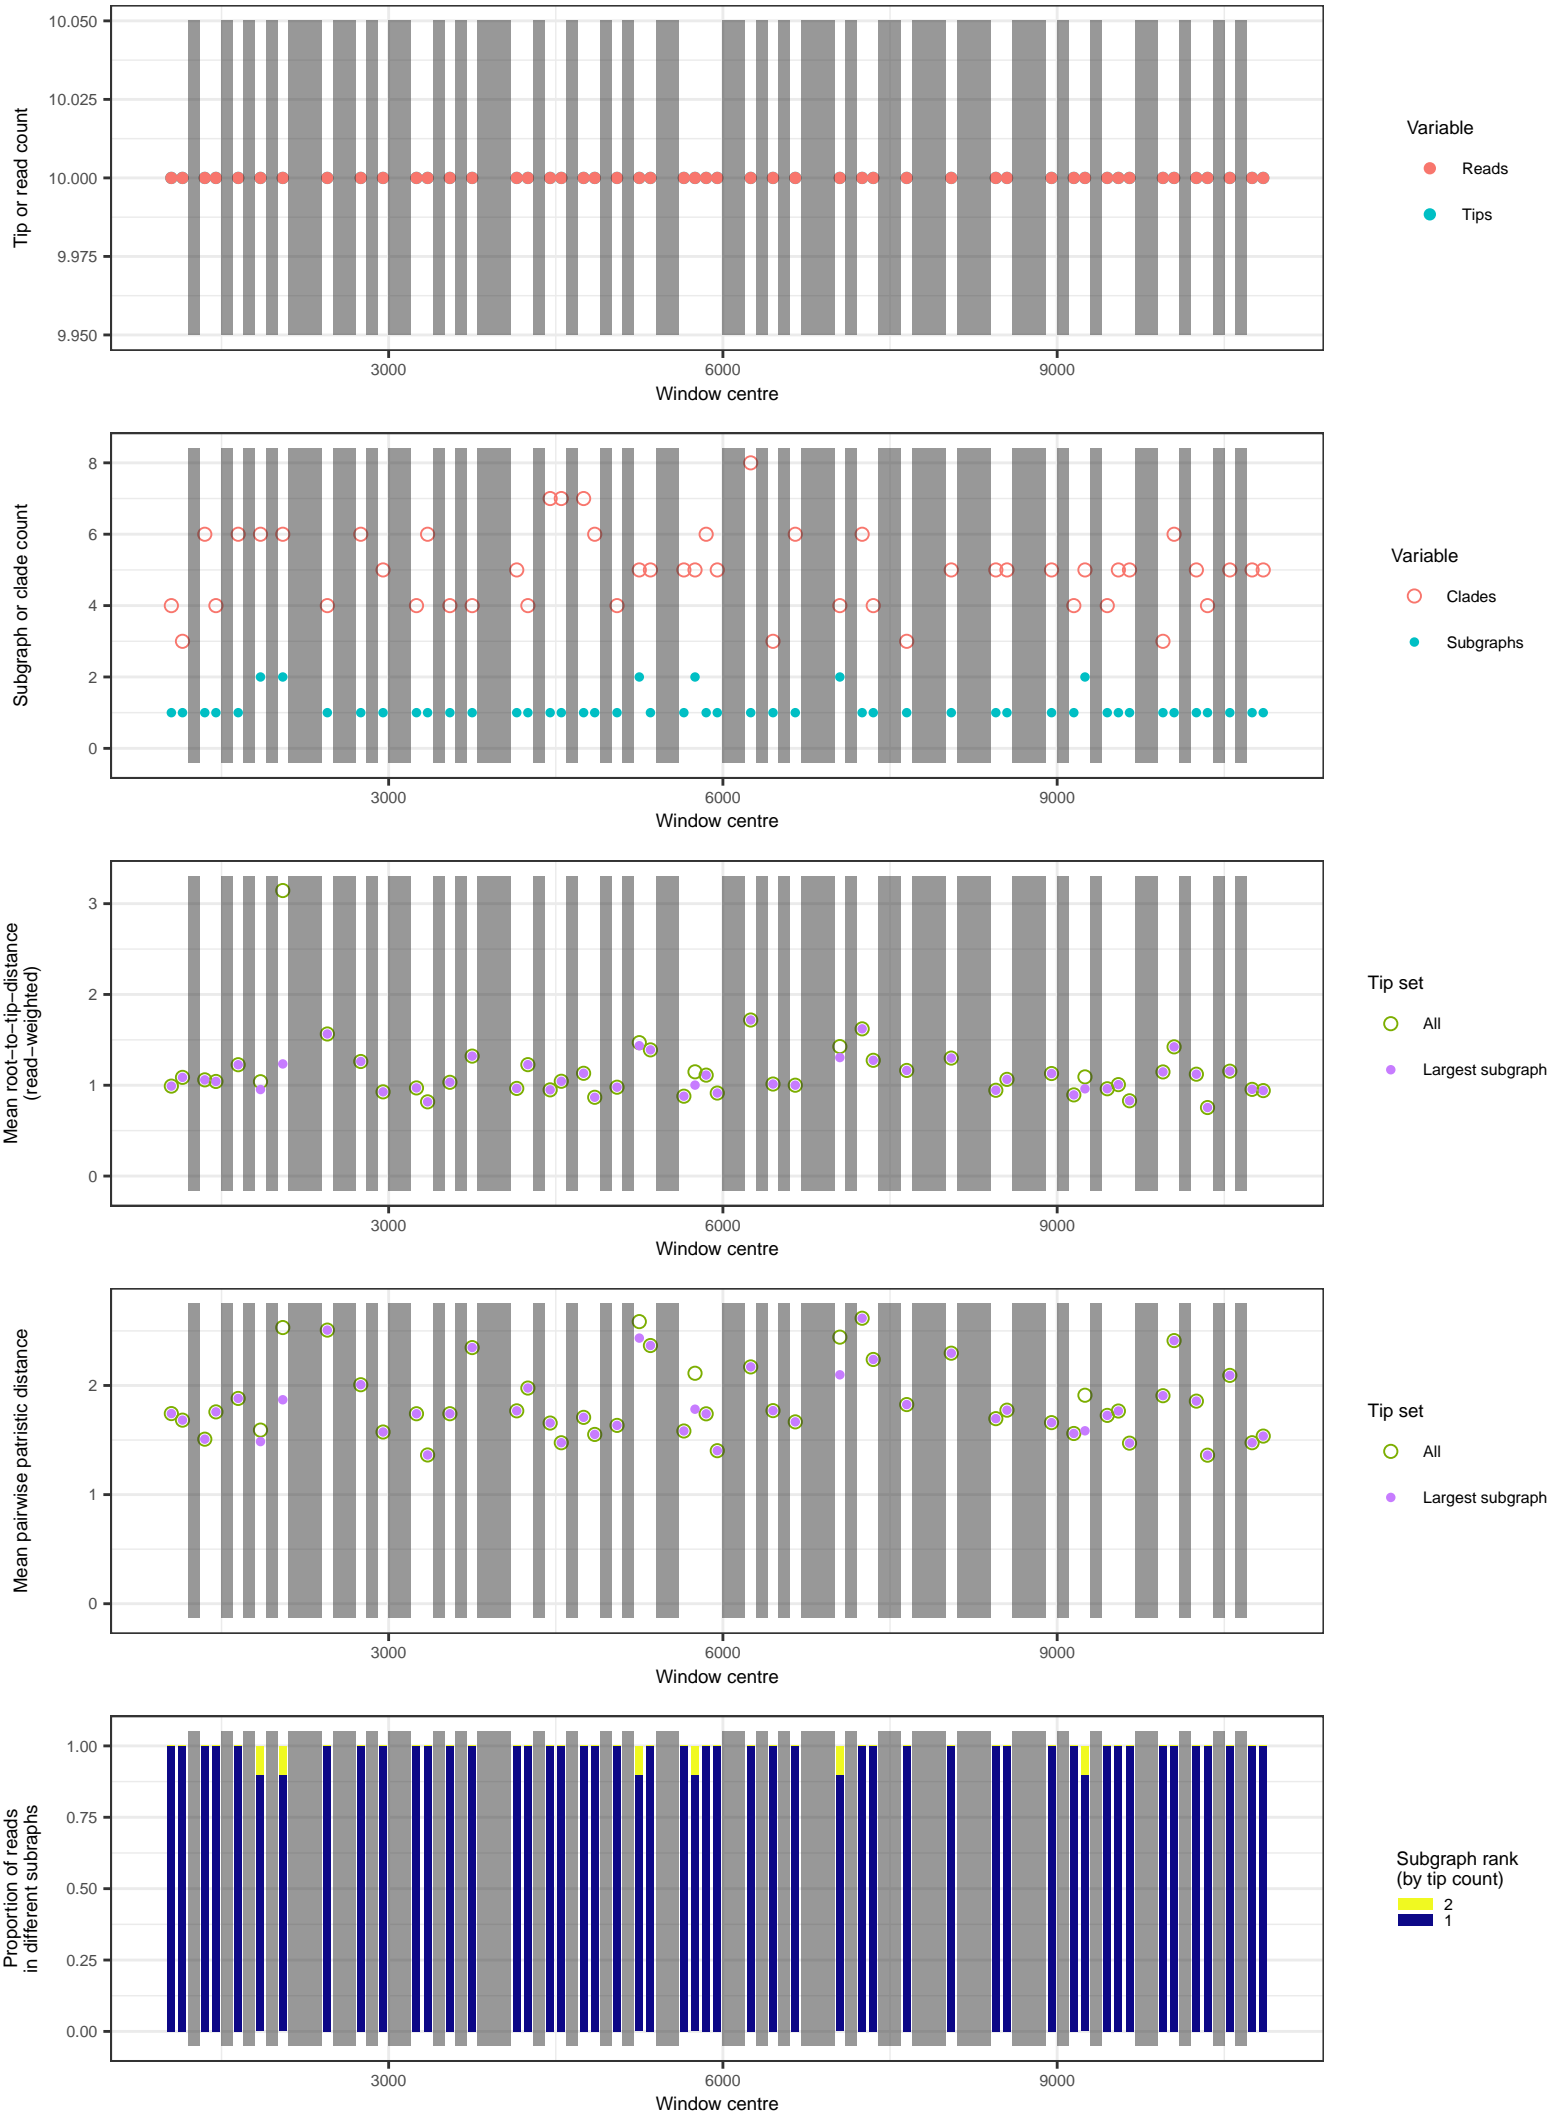 10.050
10.025
10.000
9.975
9.950
Tip or read count
3000
6000
9000
Window centre
Variable
Reads
Tips
8
6
4
2
0
Subgraph or clade count
3000
6000
9000
Window centre
Variable
Clades
Subgraphs
3
2
1
0
Mean root−to−tip−distance
(read−weighted)
3000
6000
9000
Window centre
Tip set
All
Largest subgraph
2
1
0
Mean pairwise patristic distance
3000
6000
9000
Window centre
Tip set
All
Largest subgraph
1.00
0.75
0.50
0.25
0.00
Proportion of reads
in different subraphs
3000
6000
9000
Window centre
Subgraph rank
(by tip count)
2
1